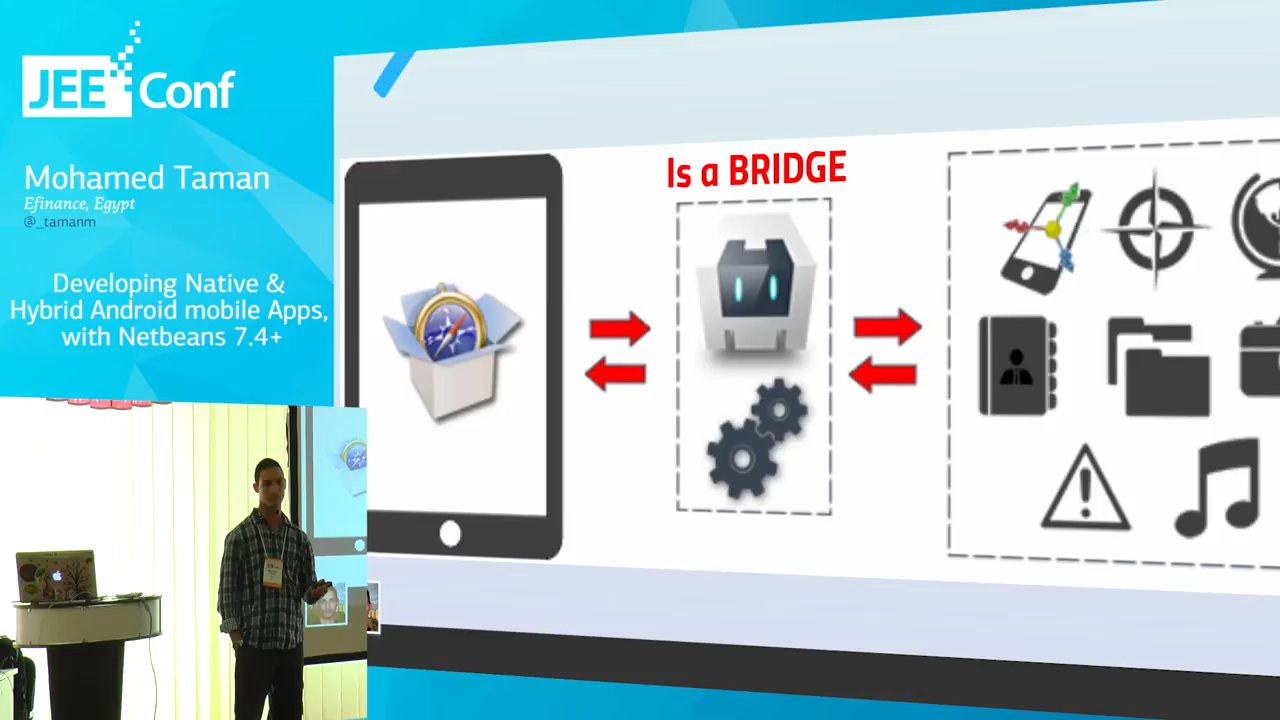 JEE Conf
Mohamed Taman
Efinance, Egypt
@_tamanm
Developing Native &
Hybrid Android mobile Apps,
with Netbeans 7.4+
Is a BRIDGE